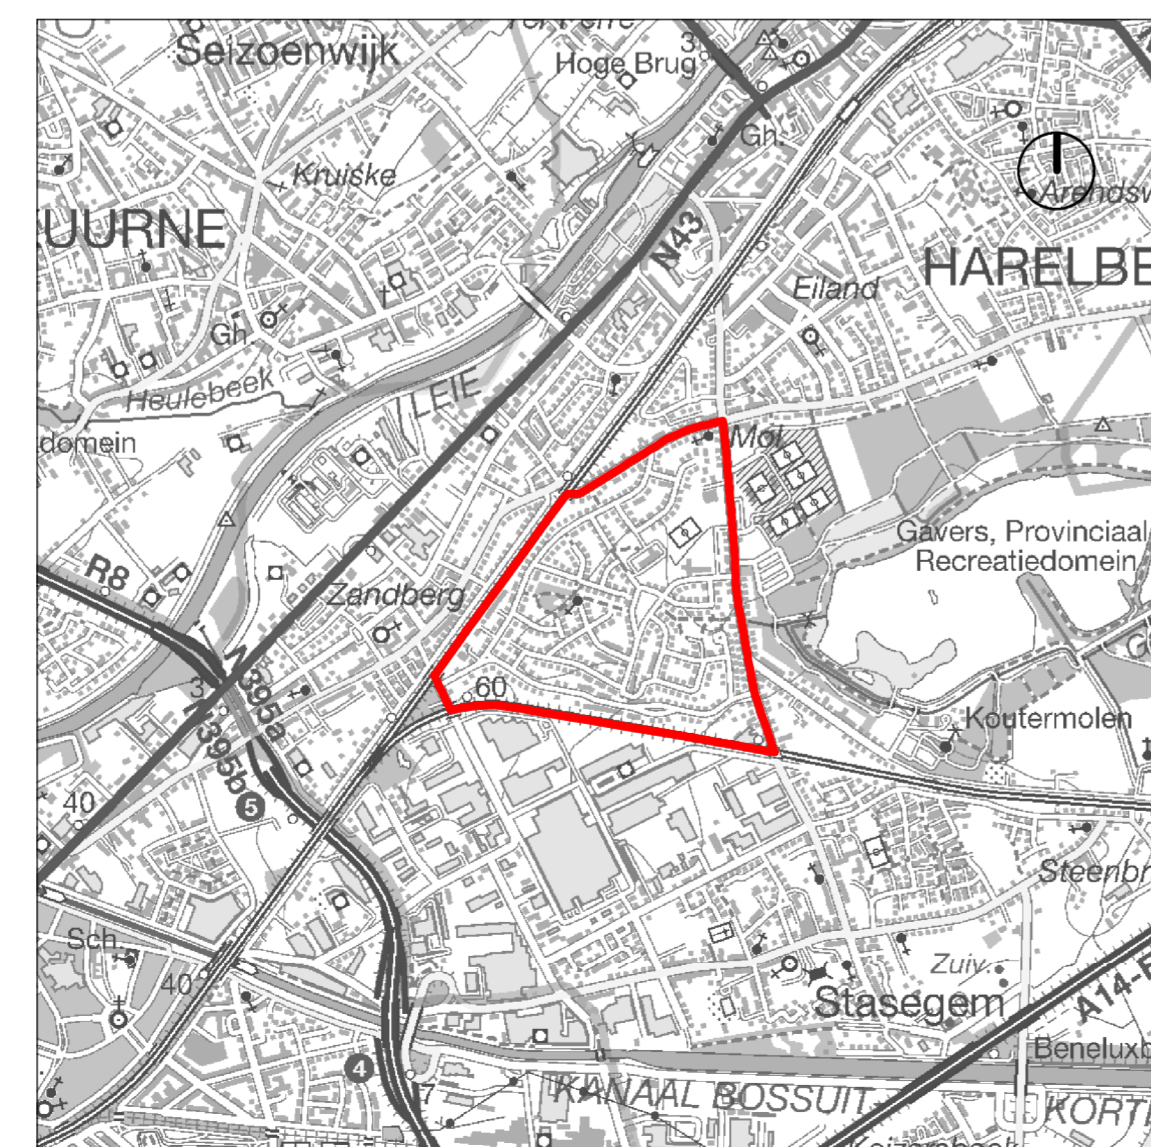 Seizoenwijk
Hoge Brug
3
Gh.
Kruiske
N43
HARELBE
Eiland
Gh.
Heulebeek
LEIE
domein
Mol.
Gavers, Provinciaal
Recreatiedomein
R8
Zandberg
N395a
3
N395b
60
Koutermolen
40
5
Steenbr
Sch.
40
Zuiv.
Stasegem
A14-E
Beneluxb
4
7
KANAAL BOSSUIT
KORT